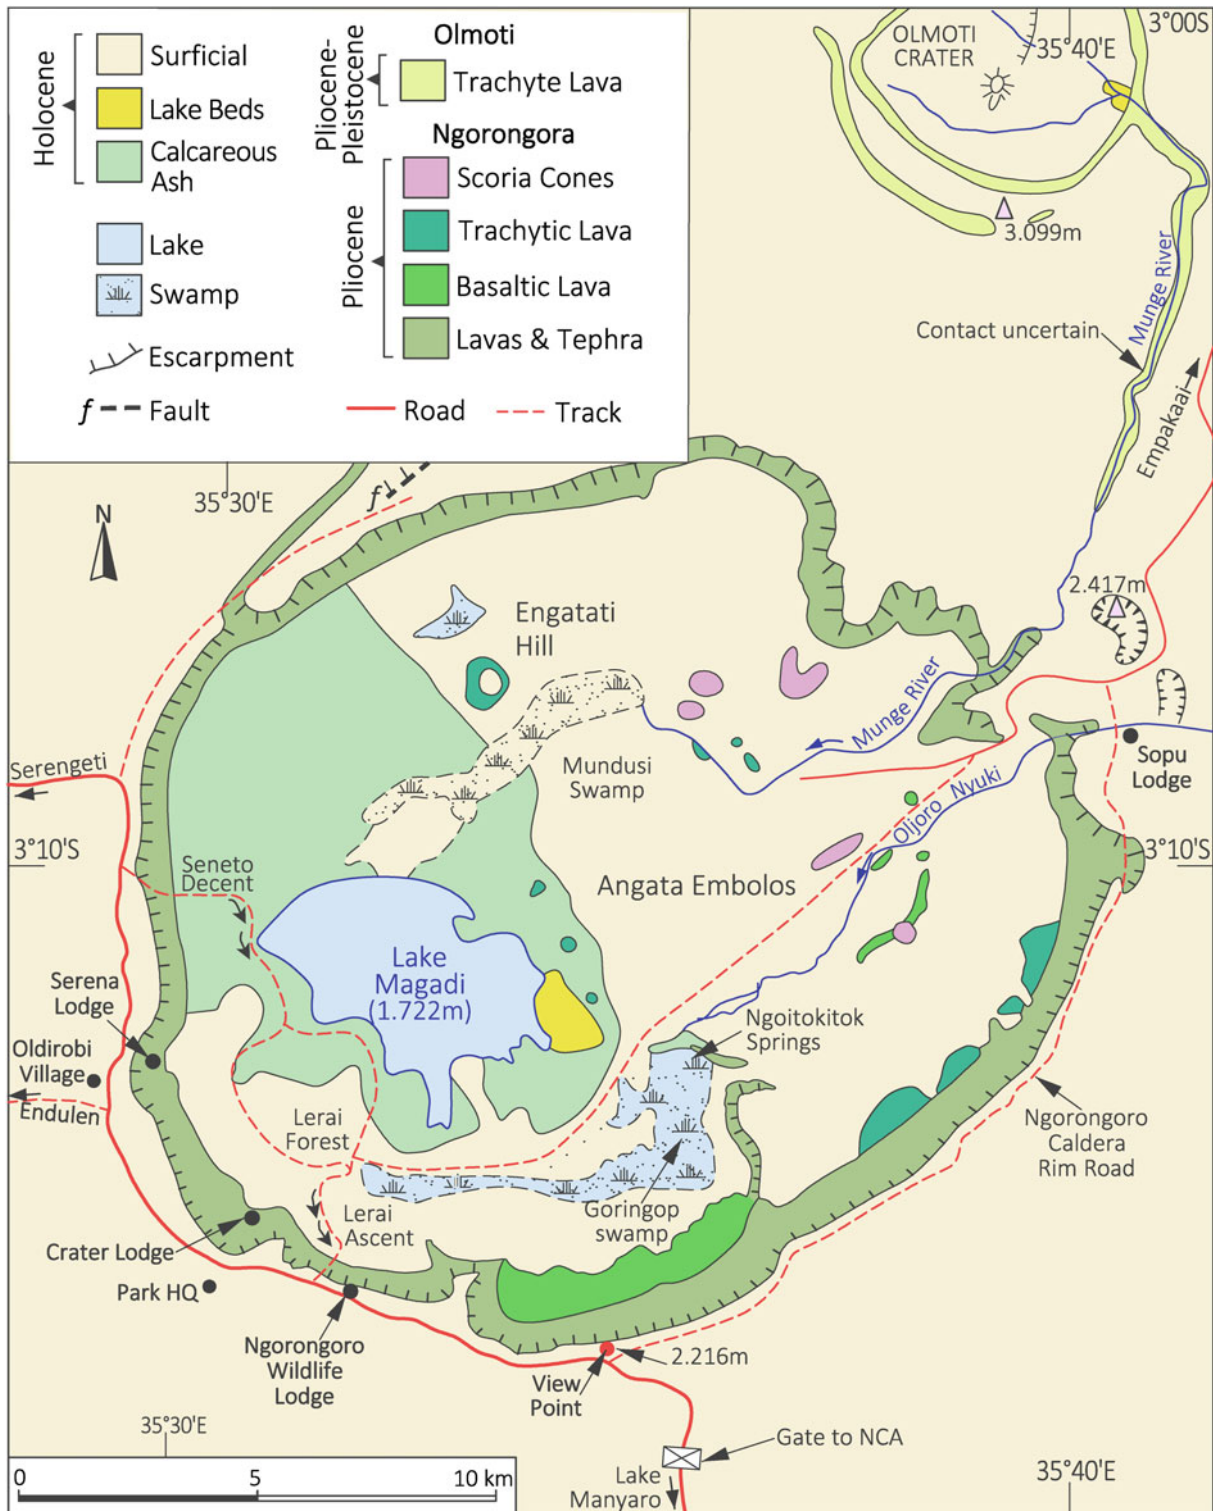 Holocene
Surficial
Lake Beds
Calcareous
Ash
Lake
Swamp
Escarpment
f Fault
Olmoti
Pliocene-
Pleistocene
Trachyte Lava
Ngorongora
Pliocene
Scoria Cones
Trachytic Lava
Basaltic Lava
Lavas & Tephra
Road
Track
OLMOTI
CRATER
35°40'E
3°00S
3.099m
Munge River
Contact uncertain
Empakaai
35°30'E
f
N
2.417m
Engatati
Hill
Munge River
Mundusi
Swamp
Sopu
Lodge
Oljoro Nyuki
Serengeti
3°10'S
3°10'S
Seneto
Decent
Angata Embolos
Lake
Magadi
(1.722m)
Serena
Lodge
Oldirobi
Village
Endulen
Ngoitokitok
Springs
Lerai
Forest
Ngorongoro
Caldera
Rim Road
Goringop
swamp
Lerai
Ascent
Crater Lodge
Park HQ
Ngorongoro
Wildlife
Lodge
View
Point
2.216m
35°30'E
Gate to NCA
Lake
Manyaro
35°40'E
0 5 10 km